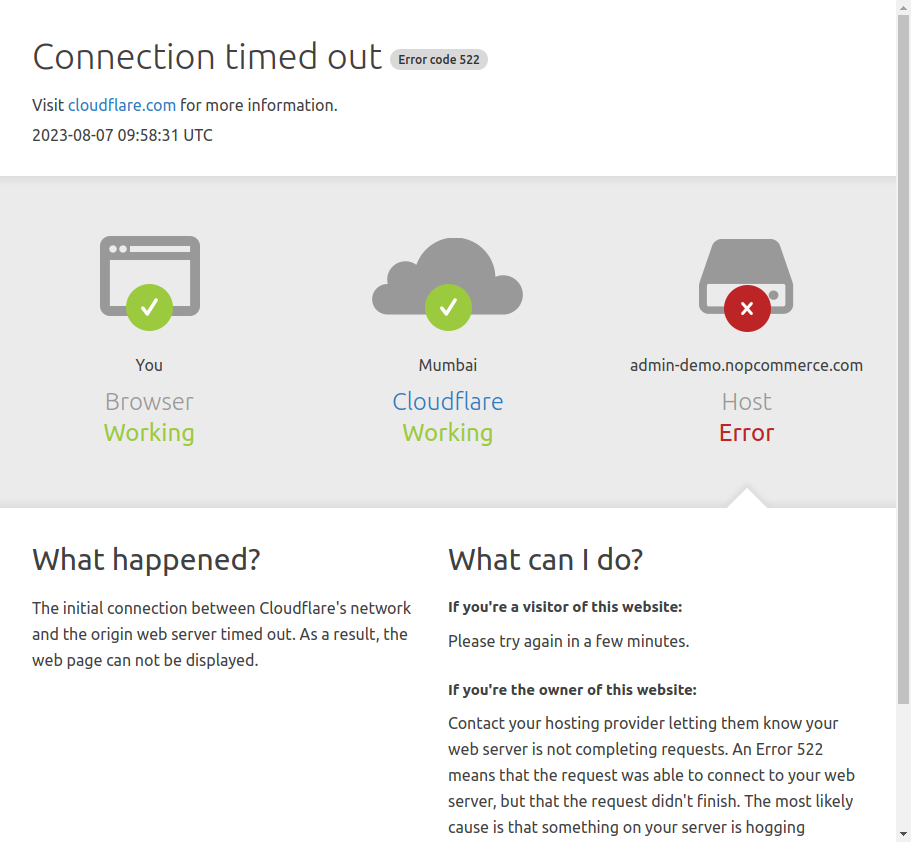 Connection timed out Error code 522
Visit cloudflare.com for more information.
2023-08-07 09:58:31 UTC
You
Browser
Working
Mumbai
Cloudflare
Working
admin-demo.nopcommerce.com
Host
Error
What happened?
The initial connection between Cloudflare's network
and the origin web server timed out. As a result, the
web page can not be displayed.
What can I do?
If you're a visitor of this website:
Please try again in a few minutes.
If you're the owner of this website:
Contact your hosting provider letting them know your
web server is not completing requests. An Error 522
means that the request was able to connect to your web
server, but that the request didn't finish. The most likely
cause is that something on your server is hogging